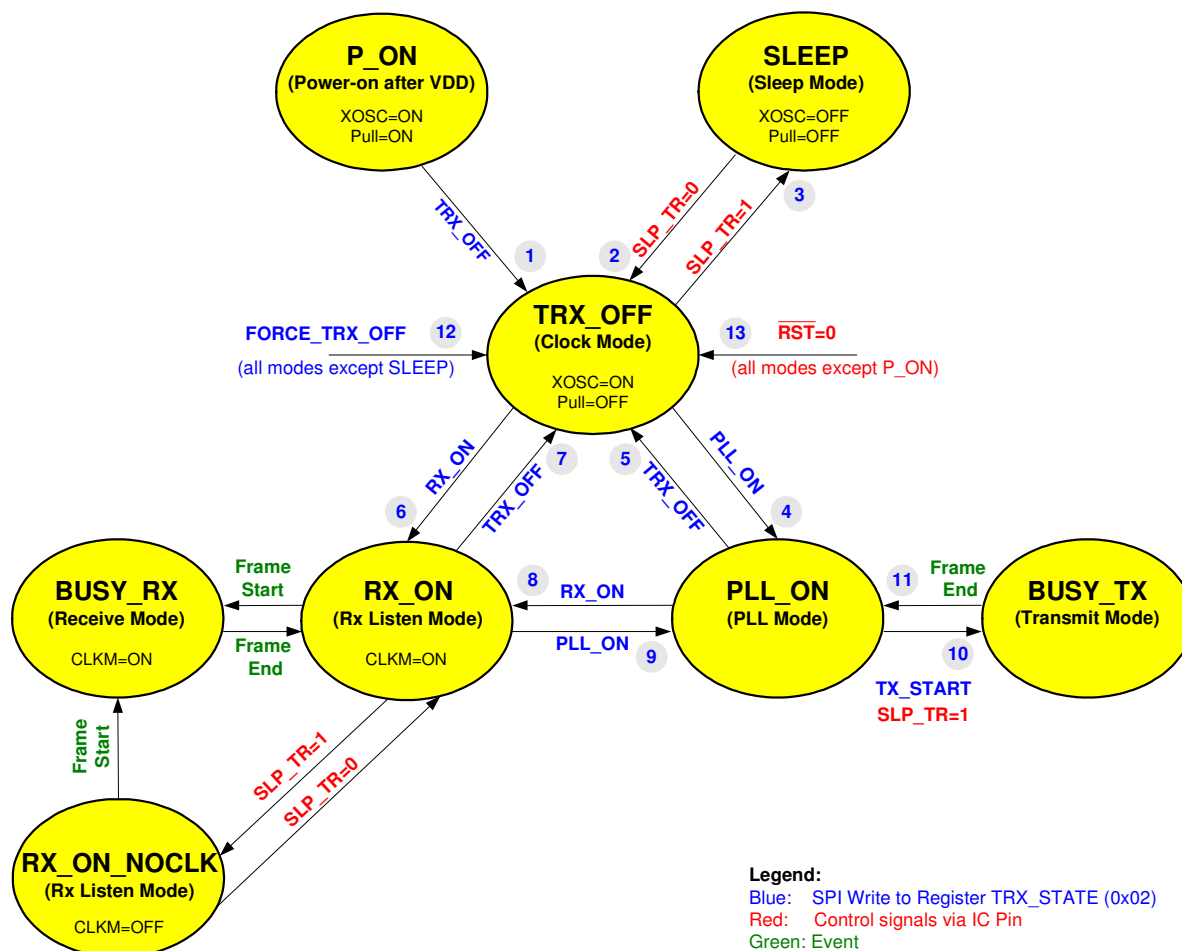 P_ON
(Power-on after VDD)
XOSC=ON
Pull=ON
SLEEP
(Sleep Mode)
XOSC=OFF
Pull=OFF
TRX_OFF
1
2
SLP_TR=0
SLP_TR=1
3
TRX_OFF
(Clock Mode)
XOSC=ON
Pull=OFF
FORCE_TRX_OFF
12
(all modes except SLEEP)
13
RST=0
(all modes except P_ON)
RX_ON
6
TRX_OFF
7
5
TRX_OFF
PLL_ON
4
BUSY_RX
(Receive Mode)
CLKM=ON
Frame
Start
Frame
End
RX_ON
(Rx Listen Mode)
CLKM=ON
8
RX_ON
PLL_ON
9
PLL_ON
(PLL Mode)
11
Frame
End
10
TX_START
SLP_TR=1
BUSY_TX
(Transmit Mode)
Frame
Start
SLP_TR=1
SLP_TR=0
RX_ON_NOCLK
(Rx Listen Mode)
CLKM=OFF
Legend:
Blue: SPI Write to Register TRX_STATE (0x02)
Red: Control signals via IC Pin
Green: Event